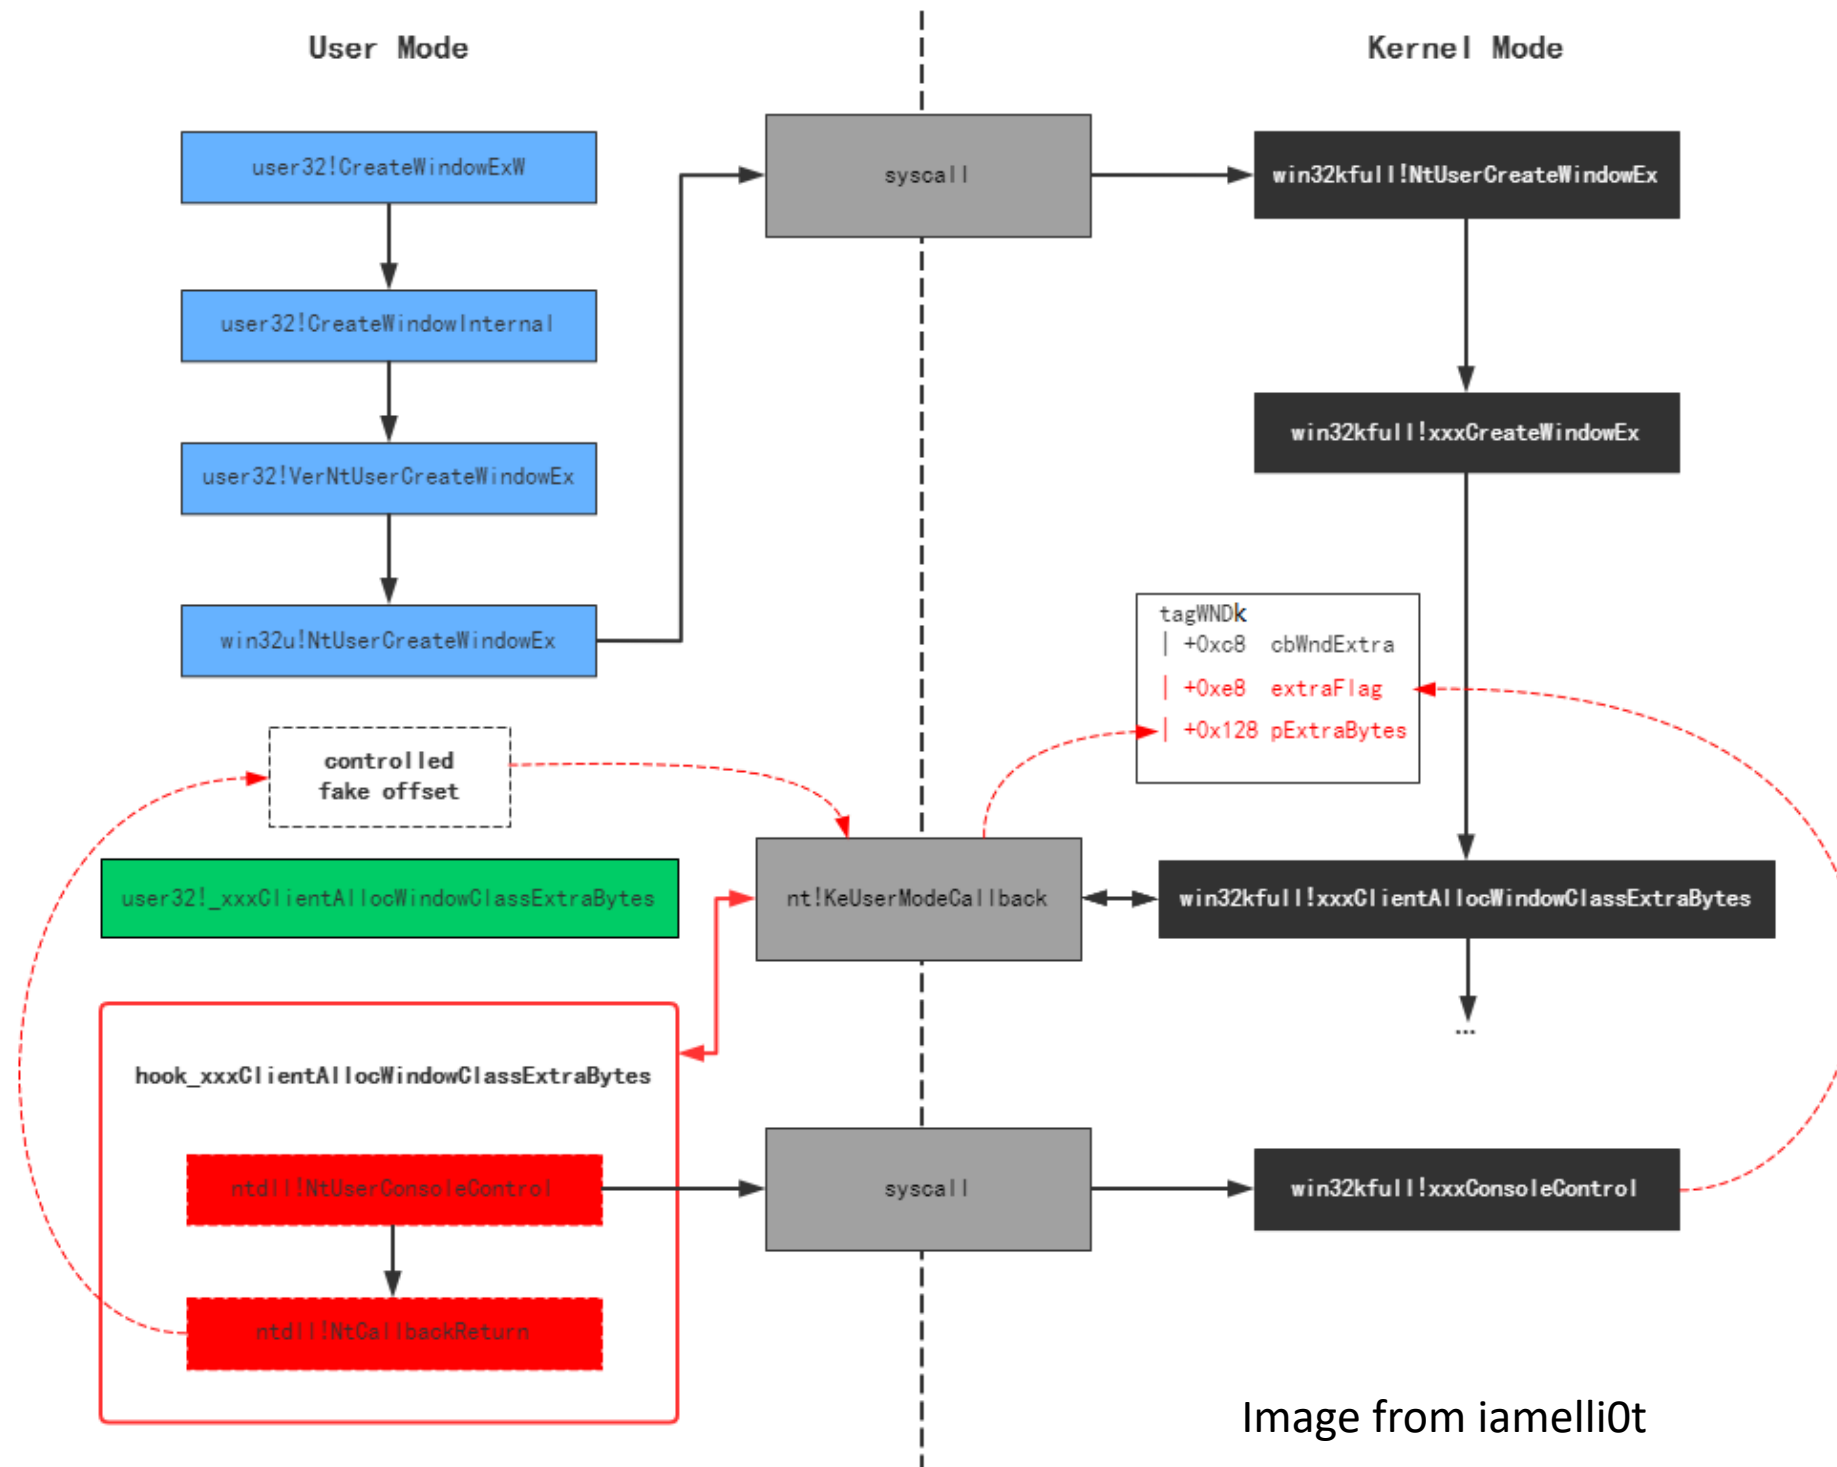 User Mode
Kernel Mode
user32!CreateWindowExW
syscall
win32kfull!NtUserCreateWindowEx
user32!CreateWindowInternal
win32kfull!xxxCreateWindowEx
user32!VerNtUserCreateWindowEx
win32u!NtUserCreateWindowEx
tagWNDk
| +0xc8 cbWndExtra
| +0xe8 extraFlag
| +0x128 pExtraBytes
controlled
fake offset
user32!_xxxClientAllocWindowClassExtraBytes
nt!KeUserModeCallback
win32kfull!xxxClientAllocWindowClassExtraBytes
...
hook_xxxClientAllocWindowClassExtraBytes
ntdll!NtUserConsoleControl
syscall
win32kfull!xxxConsoleControl
ntdll!NtCallbackReturn
Image from iamelli0t